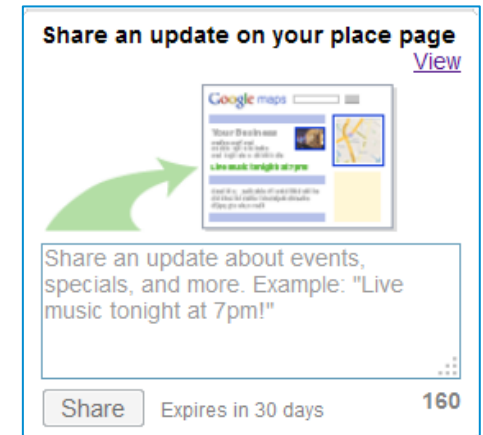 Share an update on your place page
View
Google maps
Your Business
Live music tonight at 7pm
Share an update about events,
specials, and more. Example: "Live
music tonight at 7pm!"
Share Expires in 30 days 160